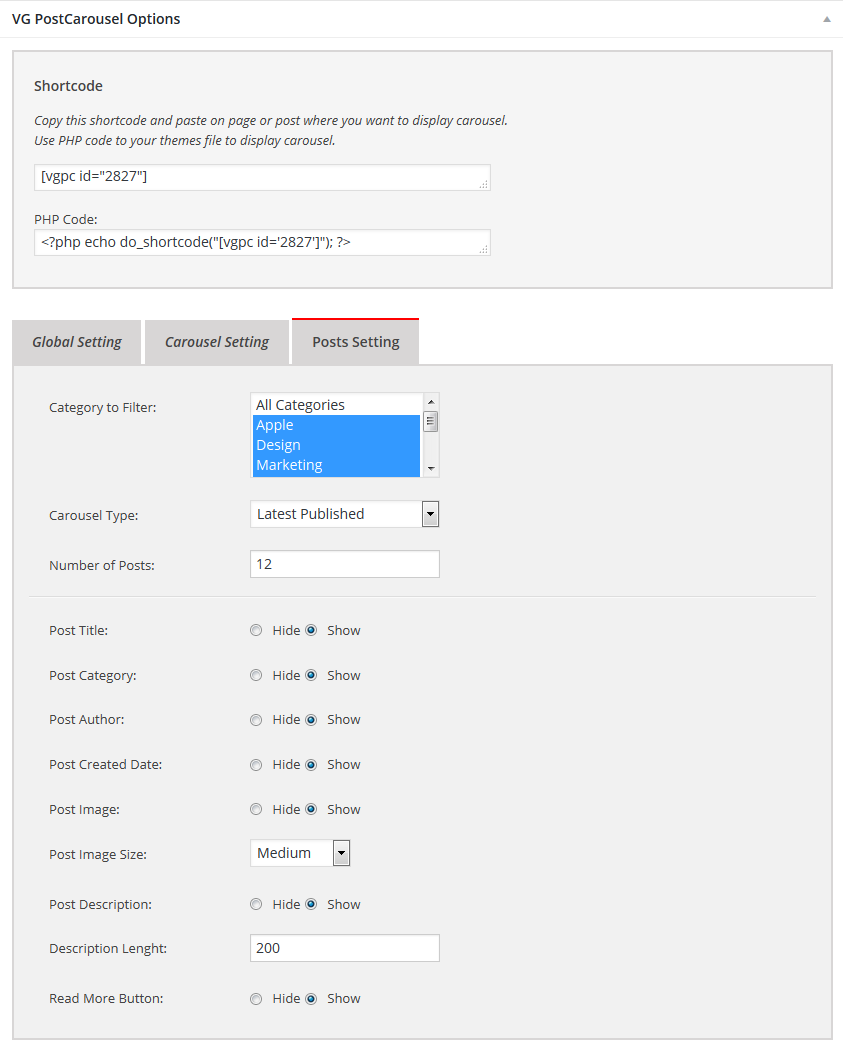 VG PostCarousel Options
Shortcode
Copy this shortcode and paste on page or post where you want to display carousel.
Use PHP code to your themes file to display carousel.
[vgpc id="2827"]
PHP Code:
<?php echo do_shortcode("[vgpc id='2827']"); ?>
Global Setting Carousel Setting Posts Setting
Category to Filter: All Categories
Apple
Design
Marketing
Carousel Type: Latest Published
Number of Posts: 12
Post Title: Hide Show
Post Category: Hide Show
Post Author: Hide Show
Post Created Date: Hide Show
Post Image: Hide Show
Post Image Size: Medium
Post Description: Hide Show
Description Lenght: 200
Read More Button: Hide Show